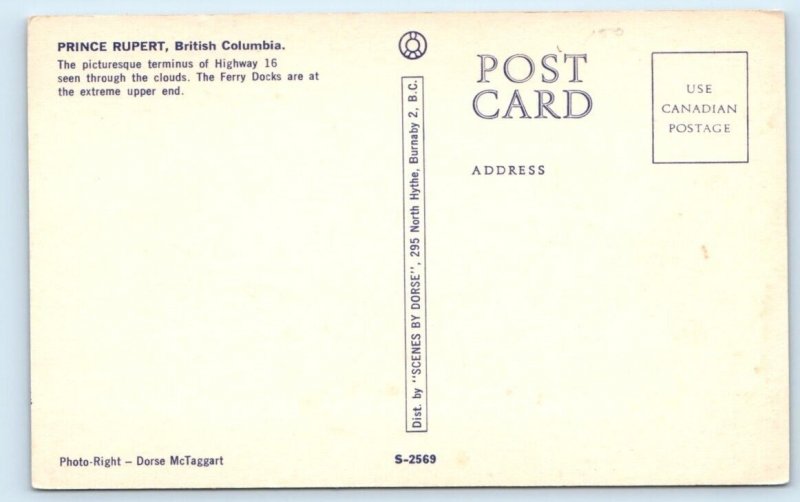 PRINCE RUPERT, British Columbia.
The picturesque terminus of Highway 16
seen through the clouds. The Ferry Docks are at
the extreme upper end.
Dist. by "SCENES BY DORSE", 295 North Hythe, Burnaby 2, B.C.
POST
CARD
ADDRESS
USE
CANADIAN
POSTAGE
Photo-Right – Dorse McTaggart
S-2569